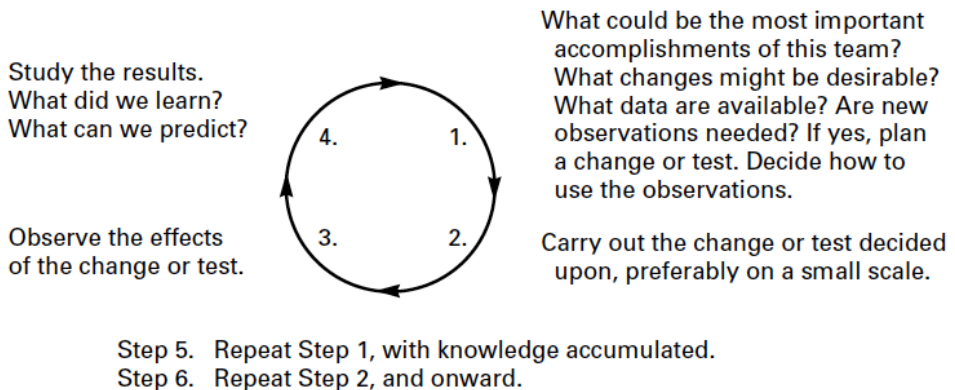 What could be the most important
accomplishments of this team?
What changes might be desirable?
What data are available? Are new
observations needed? If yes, plan
a change or test. Decide how to
use the observations.
Study the results.
What did we learn?
What can we predict?
4.
1.
3.
2.
Observe the effects
of the change or test.
Carry out the change or test decided
upon, preferably on a small scale.
Step 5. Repeat Step 1, with knowledge accumulated.
Step 6. Repeat Step 2, and onward.